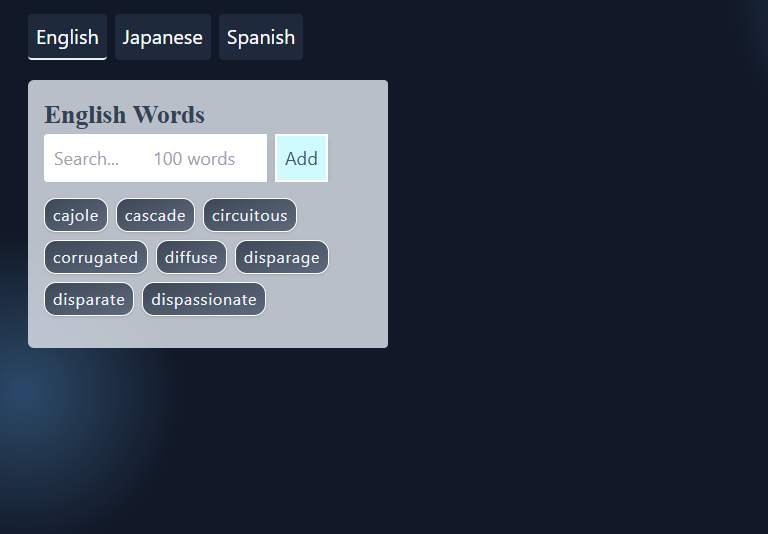 English Japanese Spanish
English Words
Search... 100 words Add
cajole cascade circuitous
corrugated diffuse disparage
disparate dispassionate